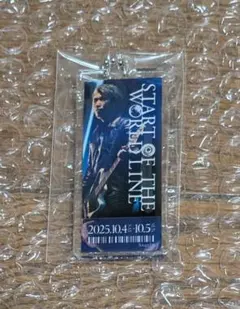 START OF THE
WORLD LINE
2025.10.4 - 10.5